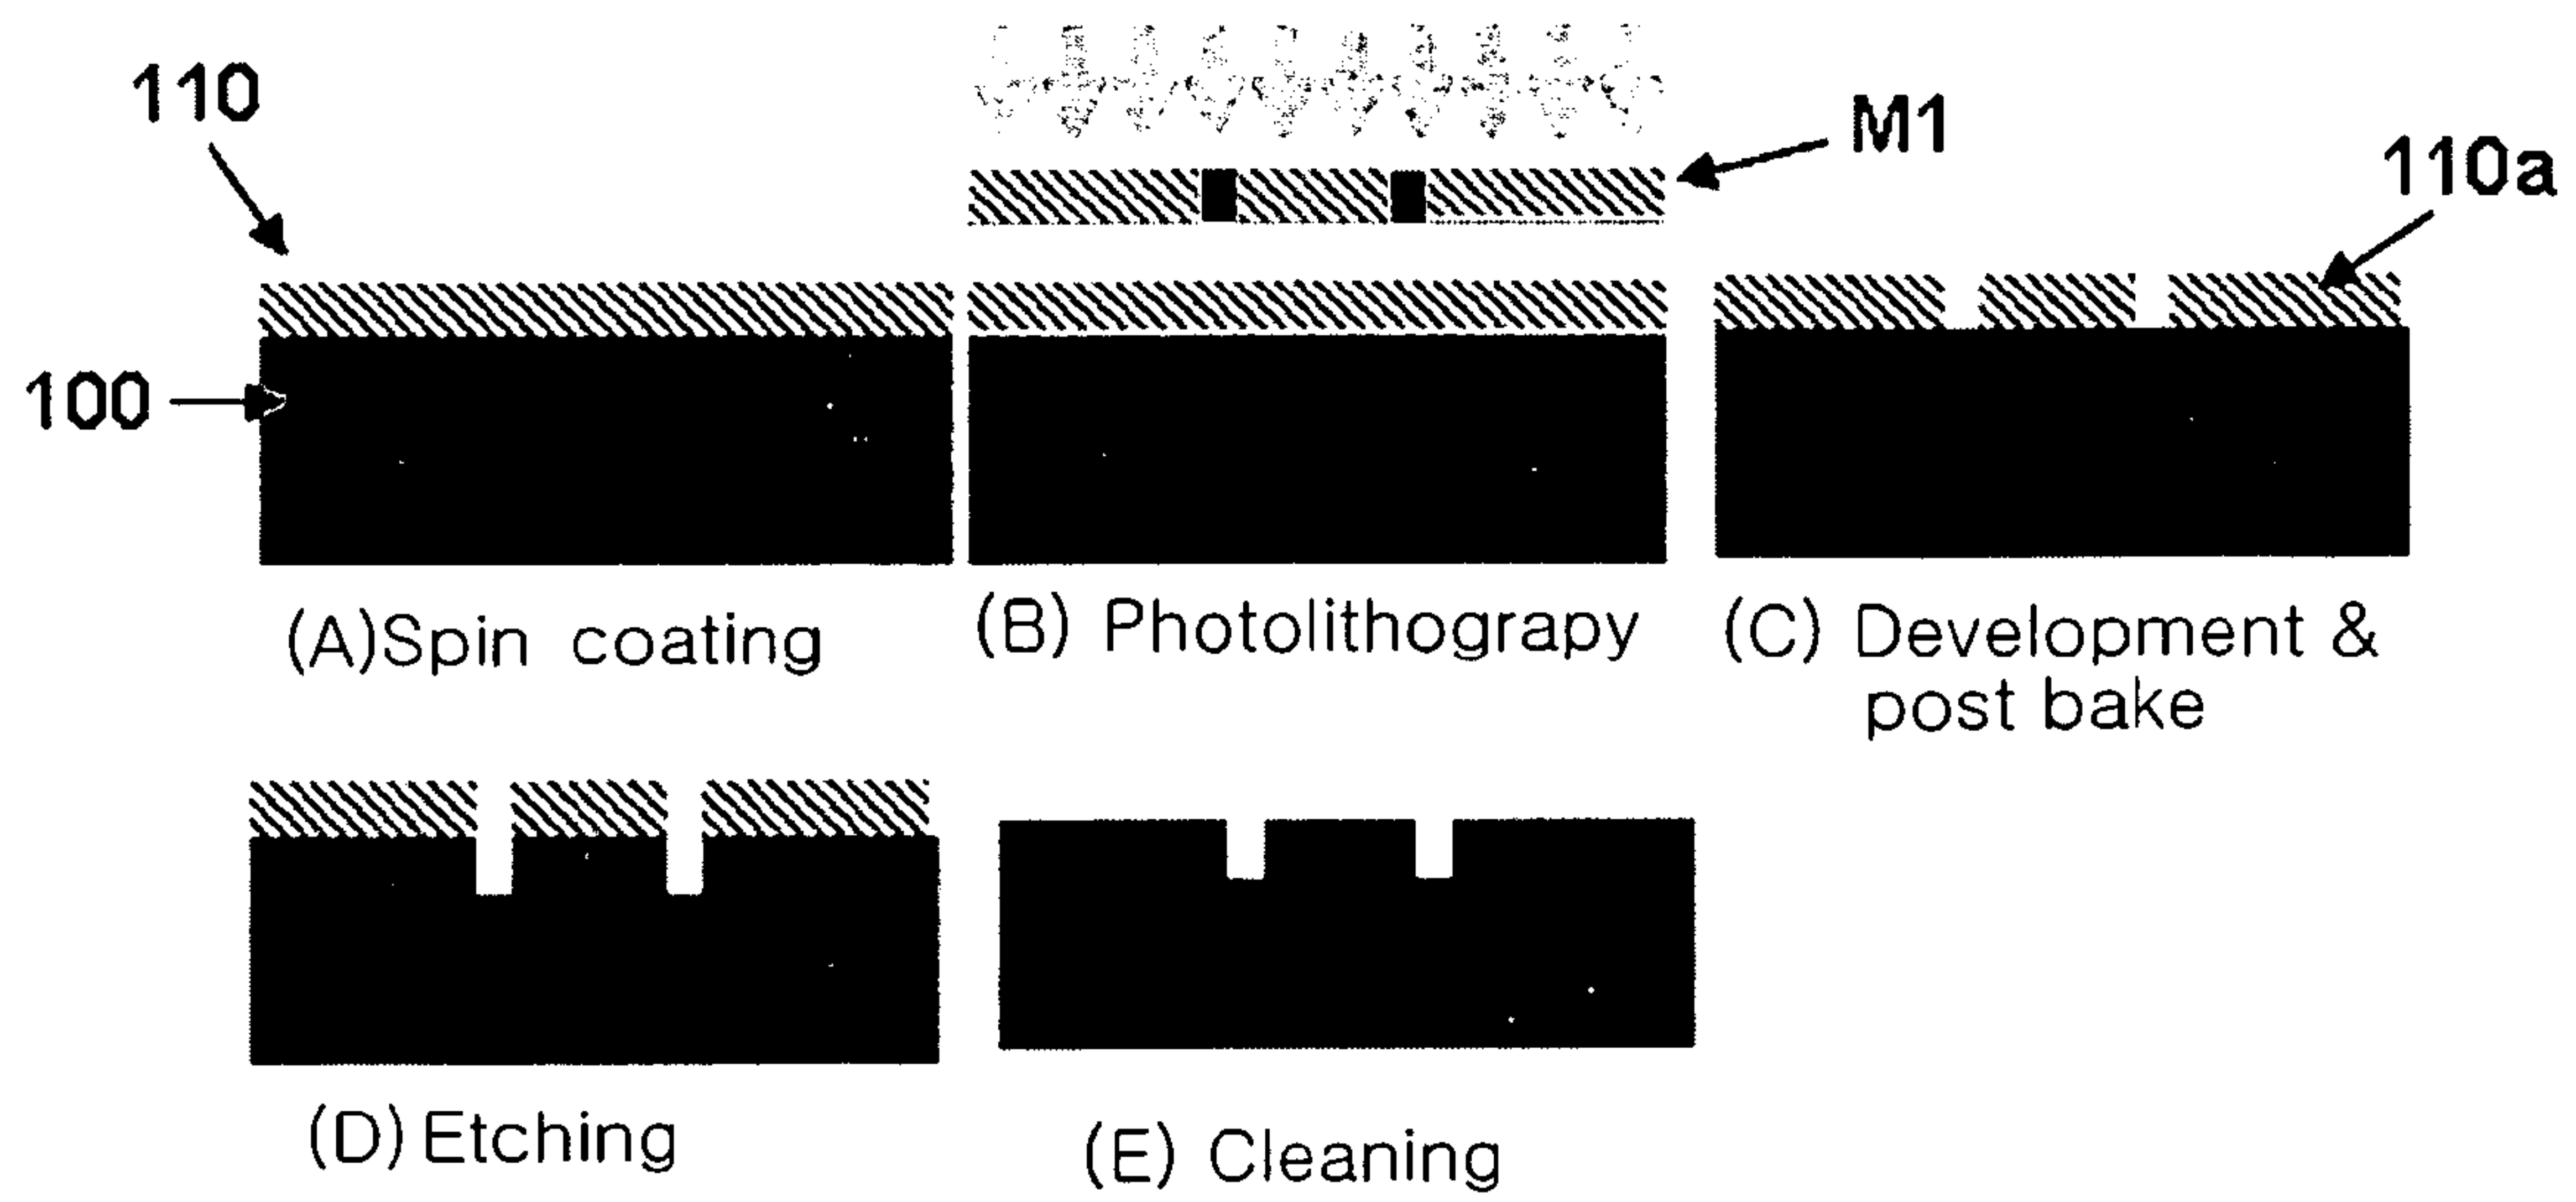 110
M1
110a
100
(A)Spin coating
(B) Photolithograpy
(C) Development &
post bake
(D) Etching
(E) Cleaning